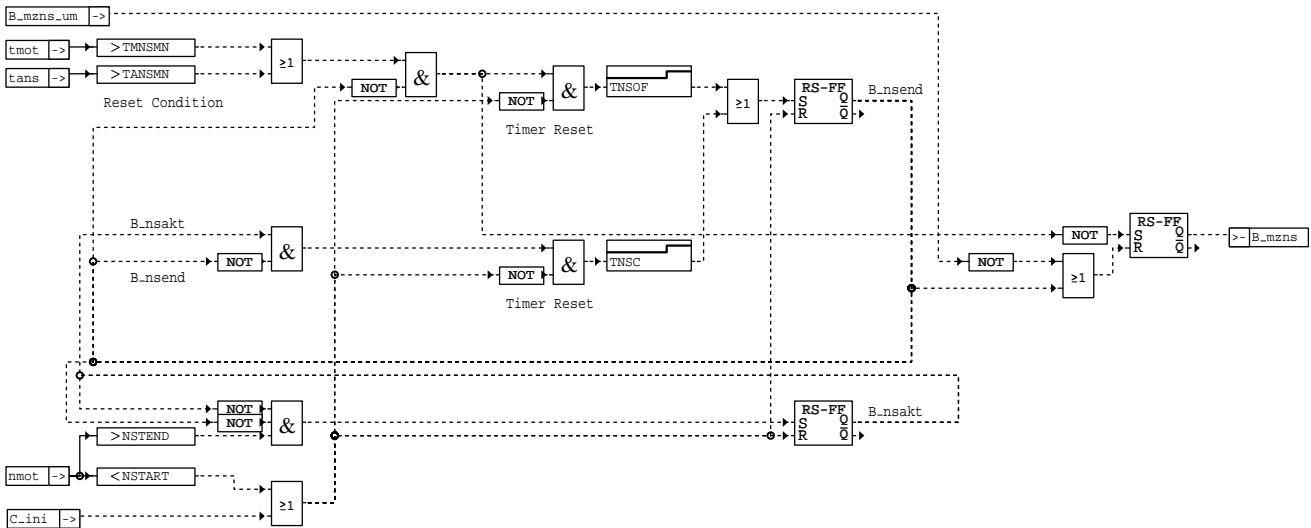 B_mzns_um ->
tmot -> >TMNSMN ≥1
tans -> >TANSMN
Reset Condition
NOT &
NOT & TNSOF
Timer Reset
≥1
RS-FF
S Q
R Q̅
B_nsend
B_nsakt
B_nsend NOT &
NOT & TNSC
Timer Reset
NOT
NOT ≥1
RS-FF
S Q
R Q̅
>- B_mzns
NOT
NOT &
>NSTEND
RS-FF
S Q
R Q̅
B_nsakt
nmot -> <NSTART
≥1
C_ini ->